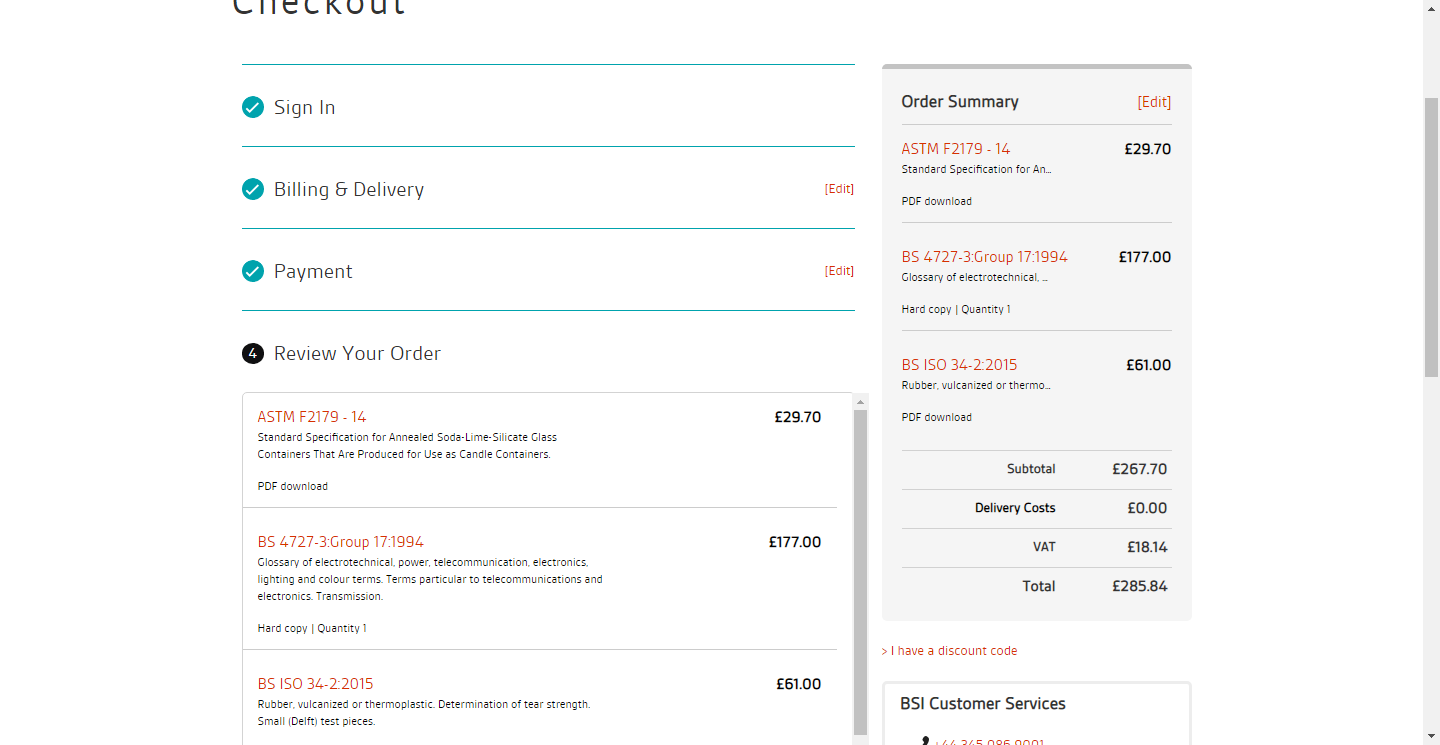 Checkout
Sign In
Billing & Delivery
[Edit]
Payment
[Edit]
4 Review Your Order
ASTM F2179 - 14
£29.70
Standard Specification for Annealed Soda-Lime-Silicate Glass
Containers That Are Produced for Use as Candle Containers.
PDF download
BS 4727-3:Group 17:1994
£177.00
Glossary of electrotechnical, power, telecommunication, electronics,
lighting and colour terms. Terms particular to telecommunications and
electronics. Transmission.
Hard copy | Quantity 1
BS ISO 34-2:2015
£61.00
Rubber, vulcanized or thermoplastic. Determination of tear strength.
Small (Delft) test pieces.
Order Summary
[Edit]
ASTM F2179 - 14
£29.70
Standard Specification for An...
PDF download
BS 4727-3:Group 17:1994
£177.00
Glossary of electrotechnical, ...
Hard copy | Quantity 1
BS ISO 34-2:2015
£61.00
Rubber, vulcanized or thermo...
PDF download
Subtotal £267.70
Delivery Costs £0.00
VAT £18.14
Total £285.84
> I have a discount code
BSI Customer Services
+44 345 086 9001